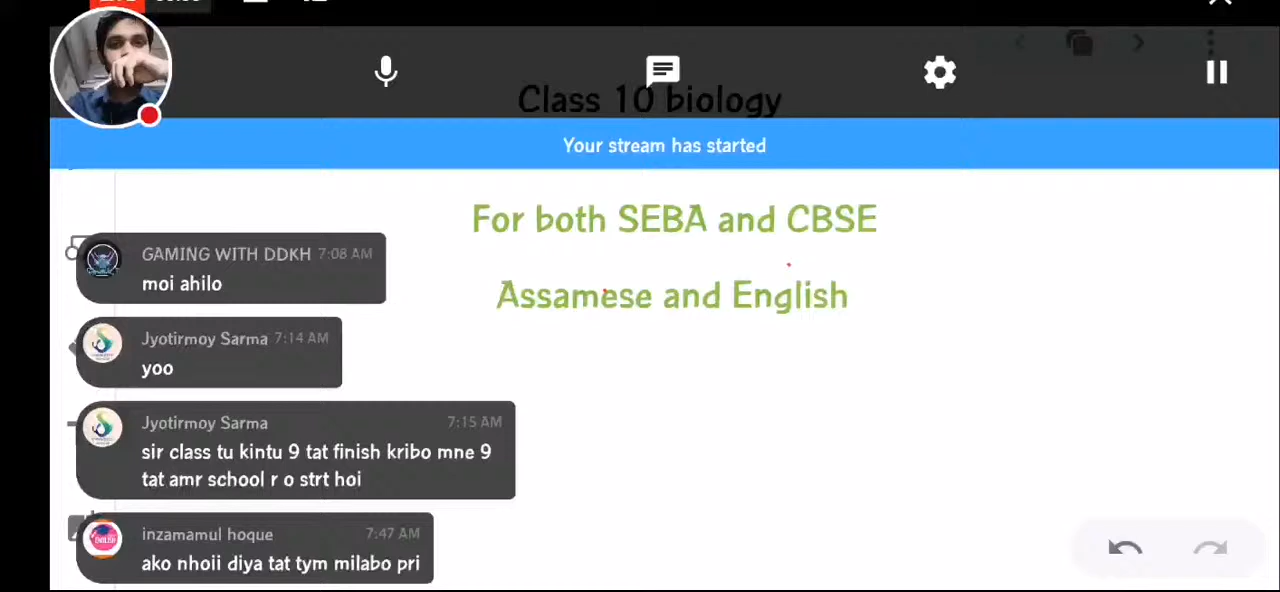 Class 10 biology
Your stream has started
For both SEBA and CBSE
Assamese and English
GAMING WITH DDKH 7:08 AM
moi ahilo
Jyotirmoy Sarma 7:14 AM
yoo
Jyotirmoy Sarma 7:15 AM
sir class tu kintu 9 tat finish kribo mne 9
tat amr school r o strt hoi
inzamamul hoque 7:47 AM
ako nhoii diya tat tym milabo pri